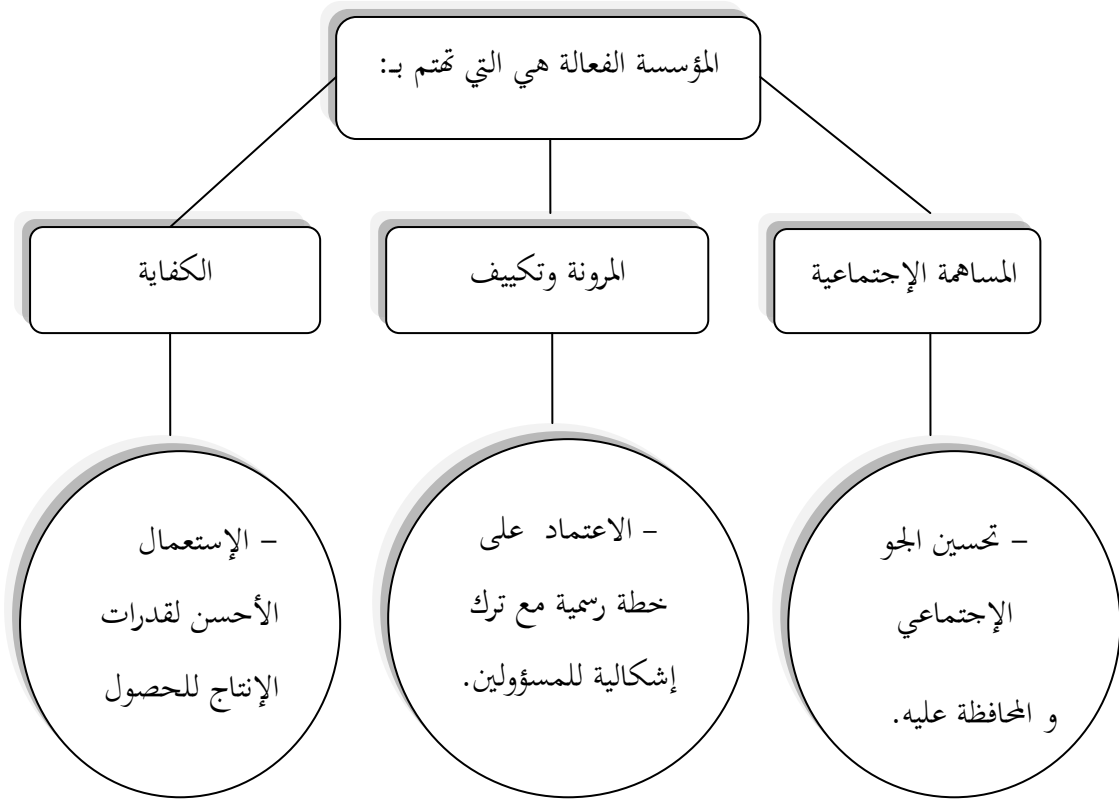 المؤسسة الفعالة هي التي تهتم بـ:
المساهمة الإجتماعية
المرونة وتكييف
الكفاية
– تحسين الجو
الإجتماعي
و المحافظة عليه.
– الاعتماد على
خطة رسمية مع ترك
إشكالية للمسؤولين.
– الإستعمال
الأحسن لقدرات
الإنتاج للحصول